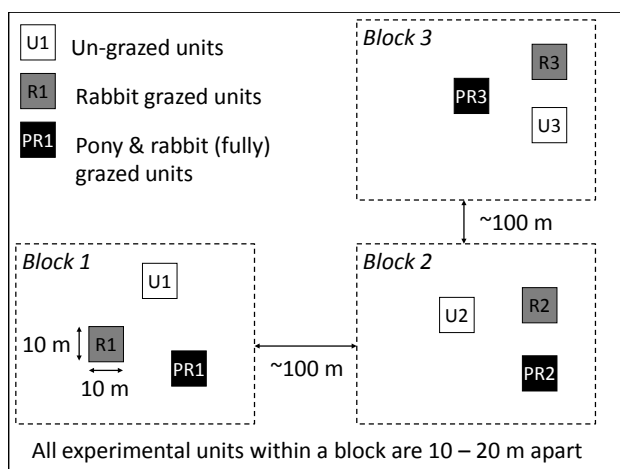 U1
Un-grazed units
R1
Rabbit grazed units
PR1
Pony & rabbit (fully)
grazed units
Block 3
R3
PR3
U3
~100 m
Block 1
U1
10 m
R1
10 m
PR1
~100 m
Block 2
U2
R2
PR2
All experimental units within a block are 10 – 20 m apart